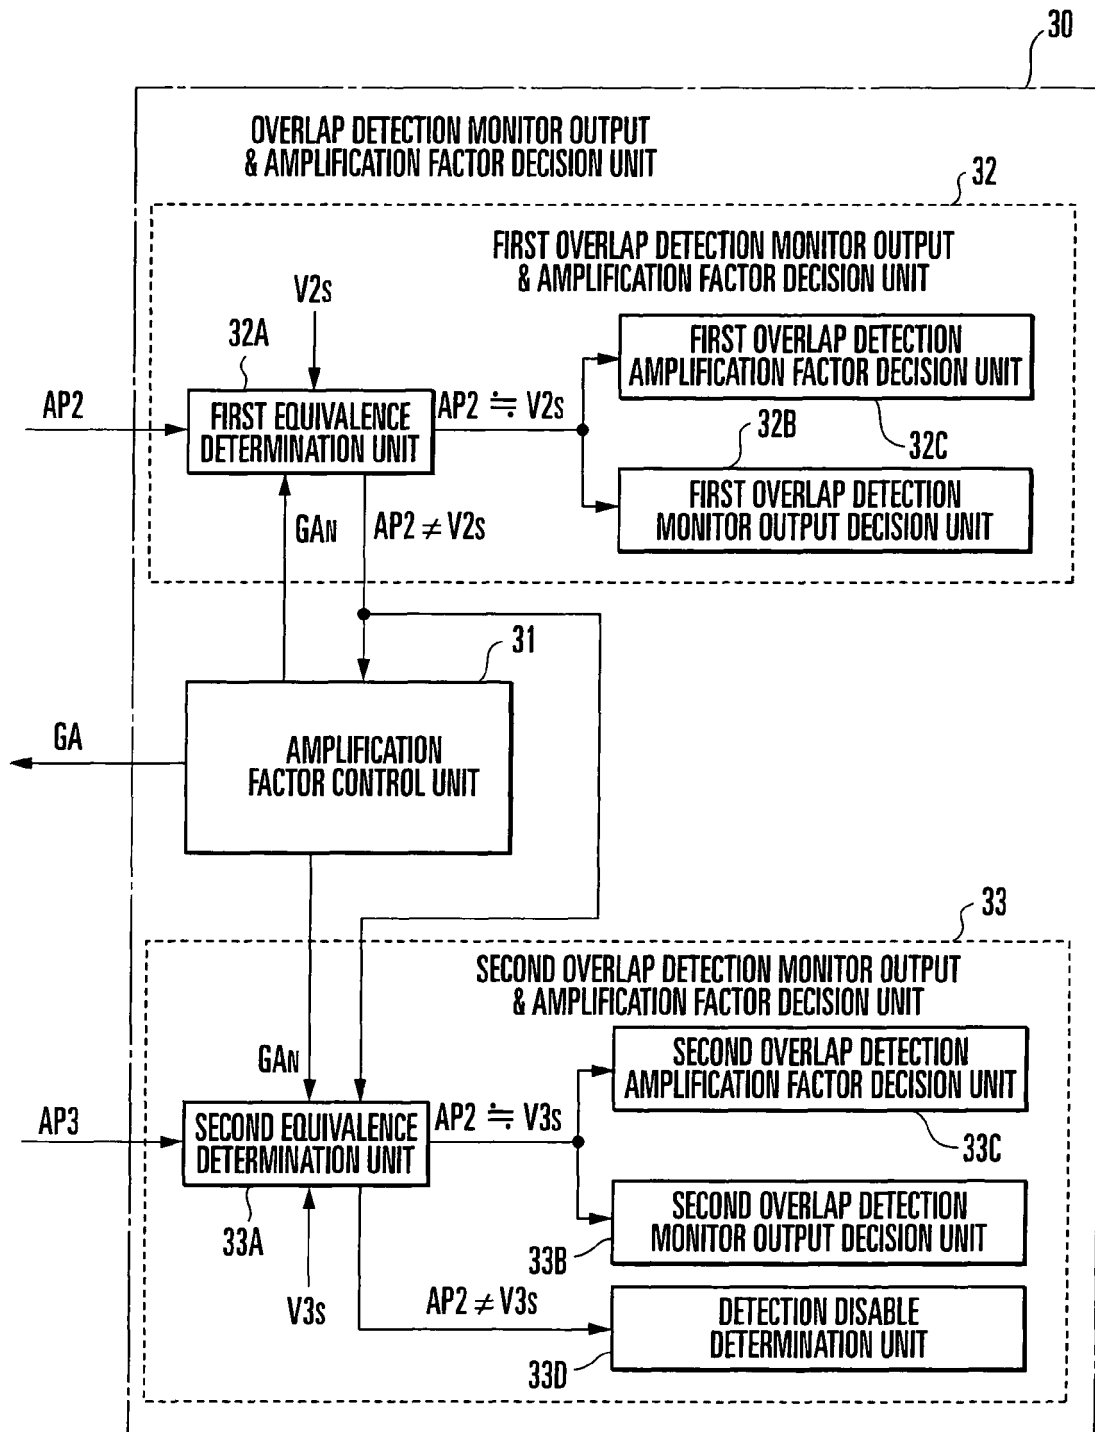 30
OVERLAP DETECTION MONITOR OUTPUT
& AMPLIFICATION FACTOR DECISION UNIT
32
FIRST OVERLAP DETECTION MONITOR OUTPUT
& AMPLIFICATION FACTOR DECISION UNIT
V2s
32A
FIRST OVERLAP DETECTION
AMPLIFICATION FACTOR DECISION UNIT
AP2
FIRST EQUIVALENCE
DETERMINATION UNIT
AP2 ≒ V2s
32B
32C
FIRST OVERLAP DETECTION
MONITOR OUTPUT DECISION UNIT
GAN
AP2 ≠ V2s
31
GA
AMPLIFICATION
FACTOR CONTROL UNIT
33
SECOND OVERLAP DETECTION MONITOR OUTPUT
& AMPLIFICATION FACTOR DECISION UNIT
SECOND OVERLAP DETECTION
AMPLIFICATION FACTOR DECISION UNIT
GAN
AP3
SECOND EQUIVALENCE
DETERMINATION UNIT
AP2 ≒ V3s
33C
SECOND OVERLAP DETECTION
MONITOR OUTPUT DECISION UNIT
33A
33B
V3s
AP2 ≠ V3s
DETECTION DISABLE
DETERMINATION UNIT
33D